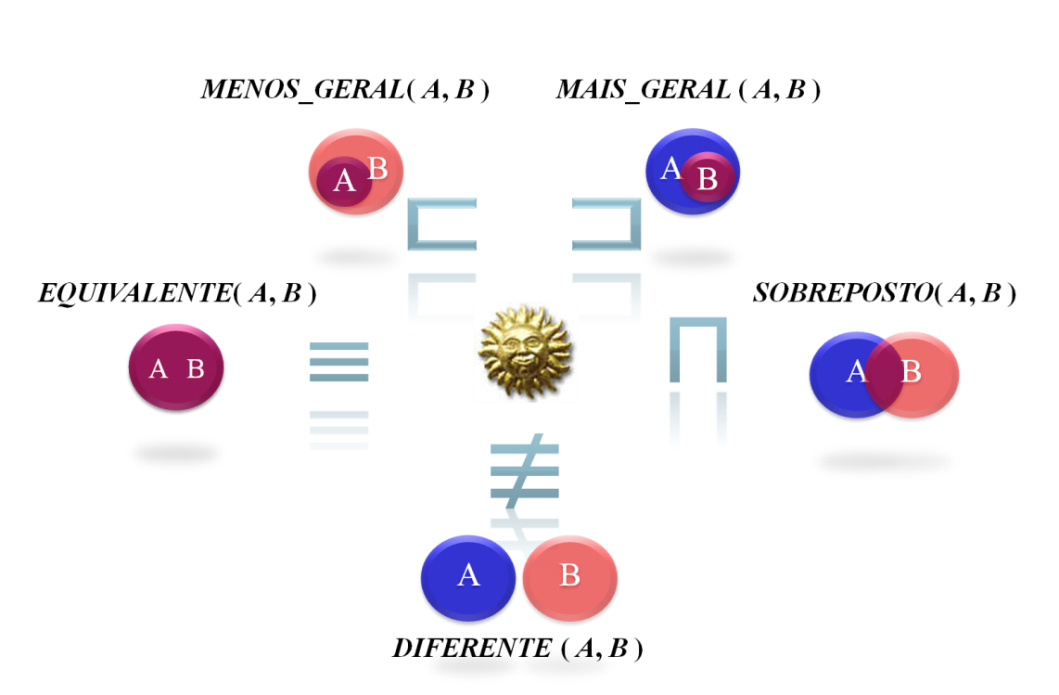 MENOS_GERAL( A, B )
MAIS_GERAL ( A, B )
A B
A B
⊏
⊐
EQUIVALENTE( A, B )
SOBREPOSTO( A, B )
A B
≡
⊓
A B
≢
A B
DIFERENTE ( A, B )